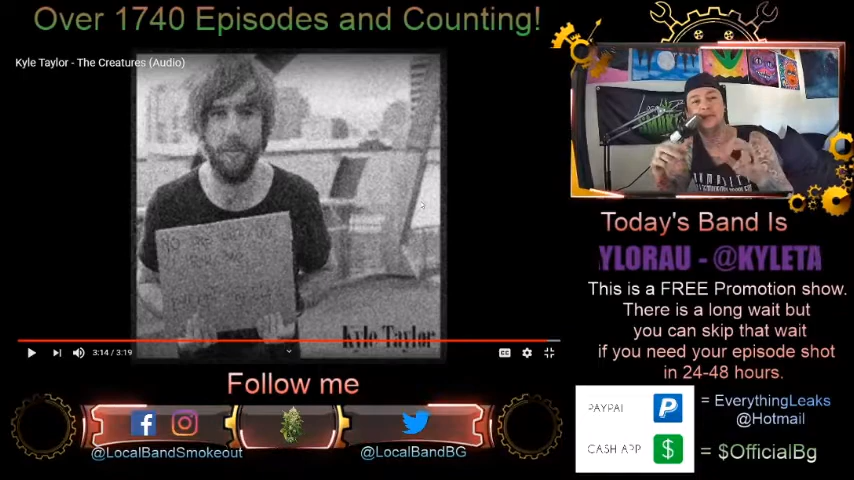 Over 1740 Episodes and Counting!
Kyle Taylor - The Creatures (Audio)
Kyle Taylor
3:14 / 3:19
Follow me
@LocalBandSmokeout
@LocalBandBG
Today's Band Is
YLORAU - @KYLETA
This is a FREE Promotion show.
There is a long wait but
you can skip that wait
if you need your episode shot
in 24-48 hours.
PAYPAL
= EverythingLeaks
@Hotmail
CASH APP
= $OfficialBg